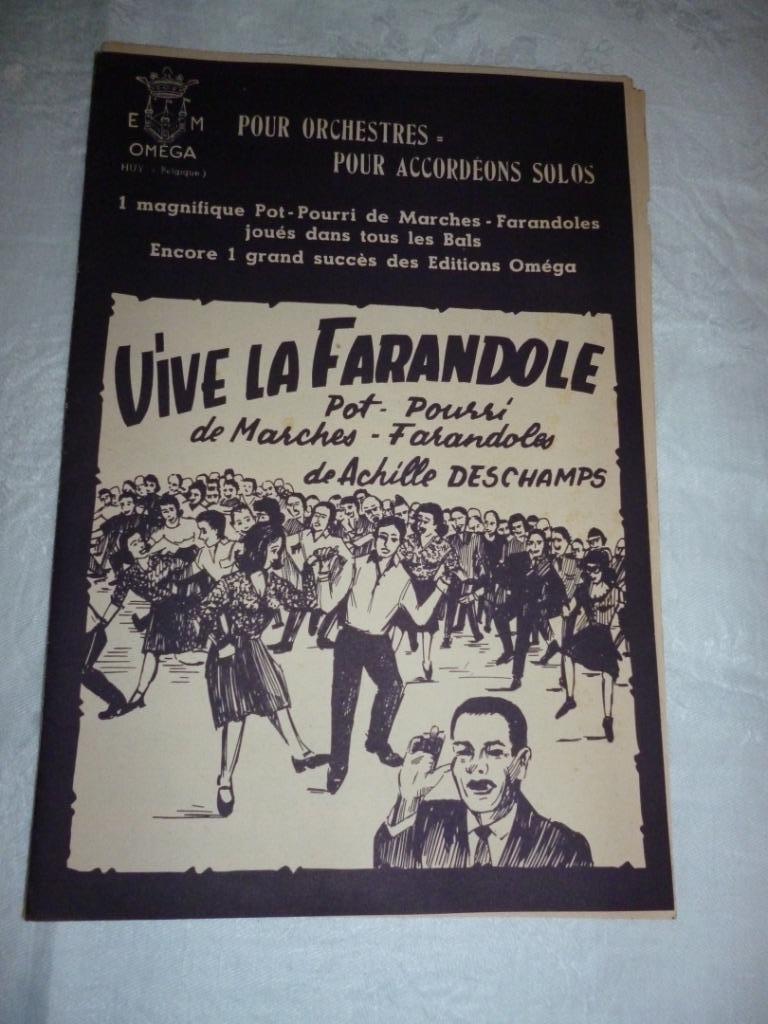 E M
OMÉGA
HUY - Belgique)
POUR ORCHESTRES =
POUR ACCORDÉONS SOLOS
1 magnifique Pot-Pourri de Marches - Farandoles
joués dans tous les Bals
Encore 1 grand succès des Editions Oméga
VIVE LA FARANDOLE
Pot - Pourri
de Marches - Farandoles
de Achille DESCHAMPS